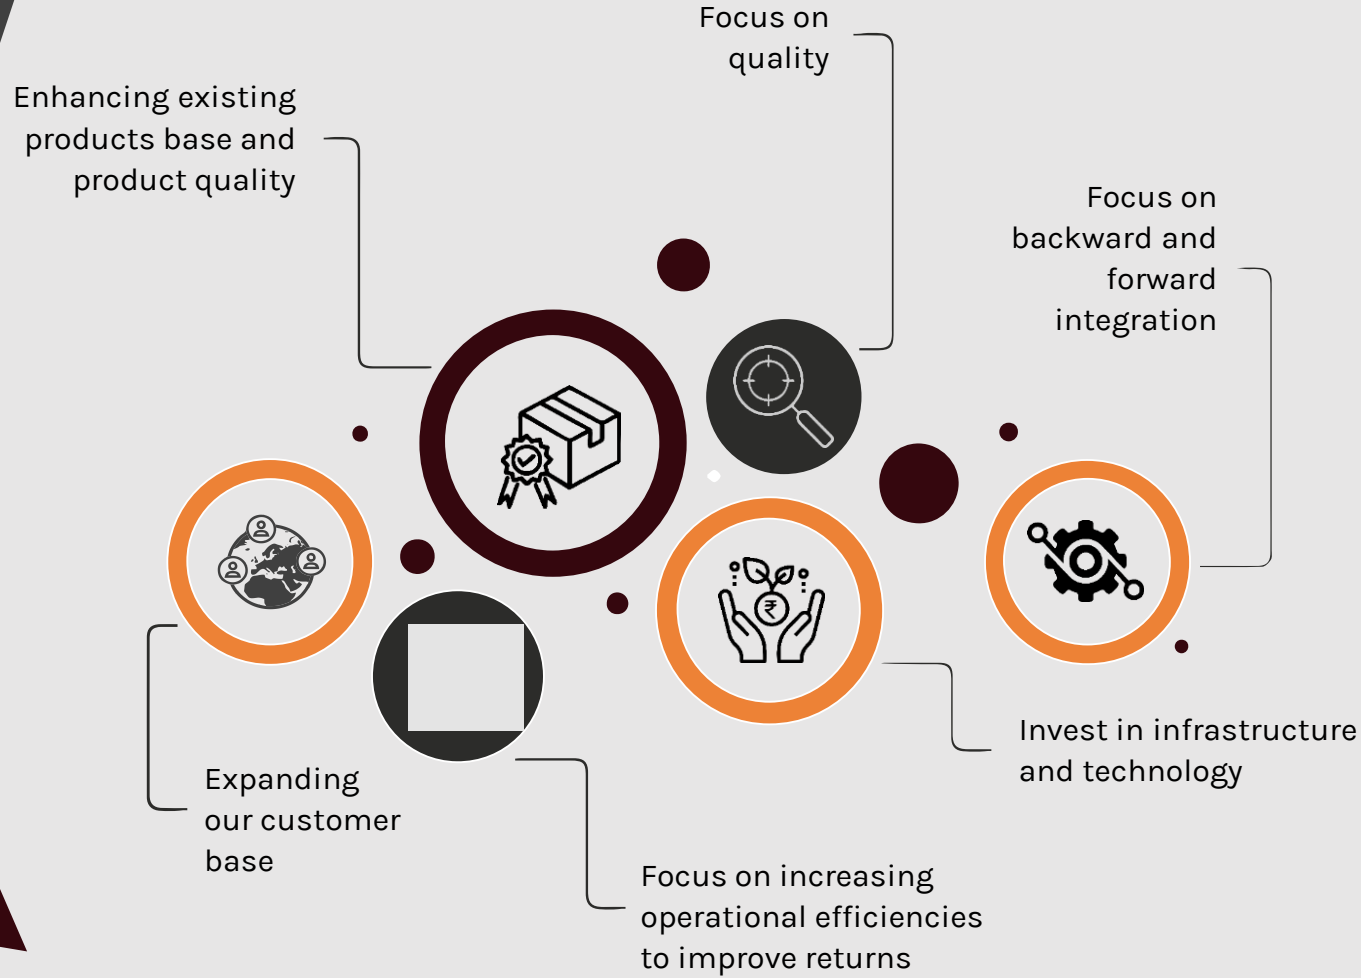 Focus on
quality
Enhancing existing
products base and
product quality
Focus on
backward and
forward
integration
₹
Invest in infrastructure
and technology
Expanding
our customer
base
Focus on increasing
operational efficiencies
to improve returns